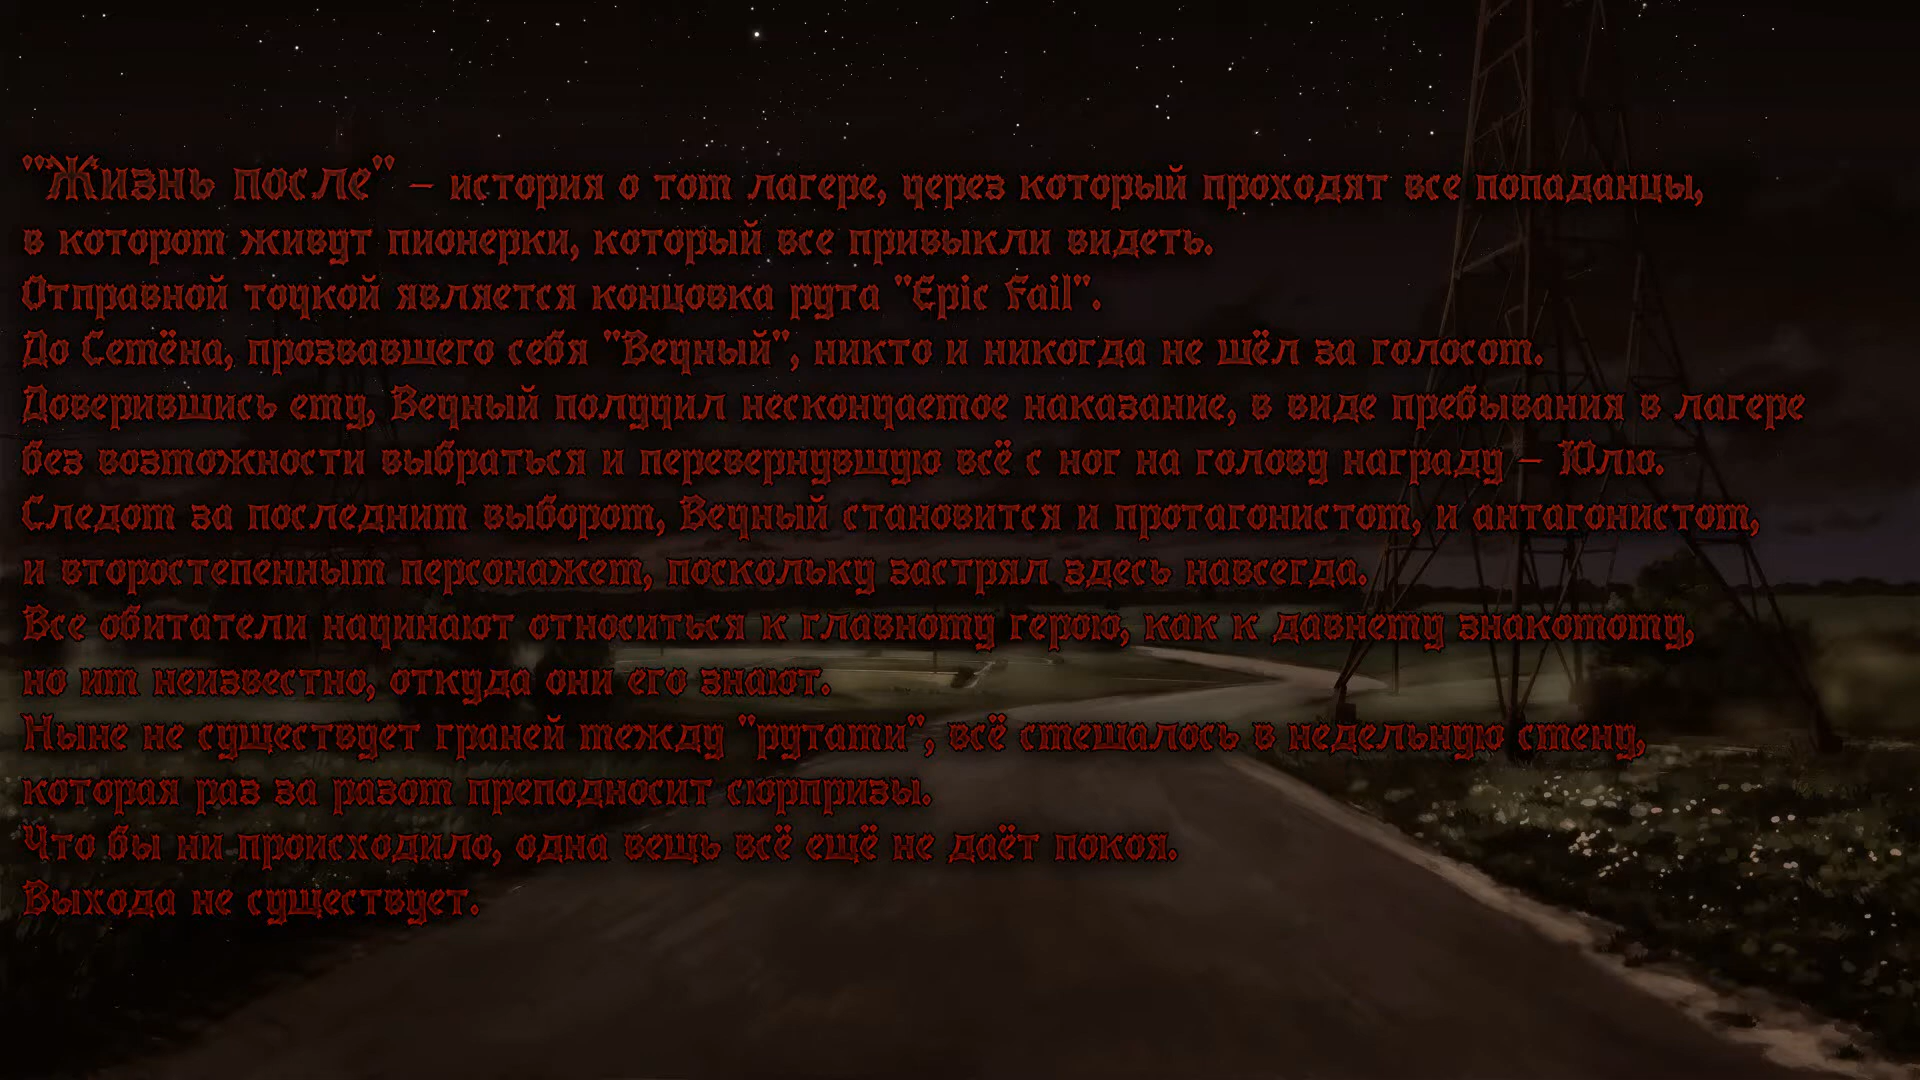 "Жизнь после" – история о том лагере, через который проходят все попаданцы,
в котором живут пионерки, который все привыкли видеть.
Отправной точкой является концовка рута "Epic Fail".
До Семёна, прозвавшего себя "Вечный", никто и никогда не шёл за голосом.
Доверившись ему, Вечный получил нескончаемое наказание, в виде пребывания в лагере
без возможности выбраться и перевернувшую всё с ног на голову награду – Юлю.
Следом за последним выбором, Вечный становится и протагонистом, и антагонистом,
и второстепенным персонажем, поскольку застрял здесь навсегда.
Все обитатели начинают относиться к главному герою, как к давнему знакомому,
но им неизвестно, откуда они его знают.
Ныне не существует граней между "рутами", всё смешалось в недельную стену,
которая раз за разом преподносит сюрпризы.
Что бы ни происходило, одна вещь всё ещё не даёт покоя.
Выхода не существует.